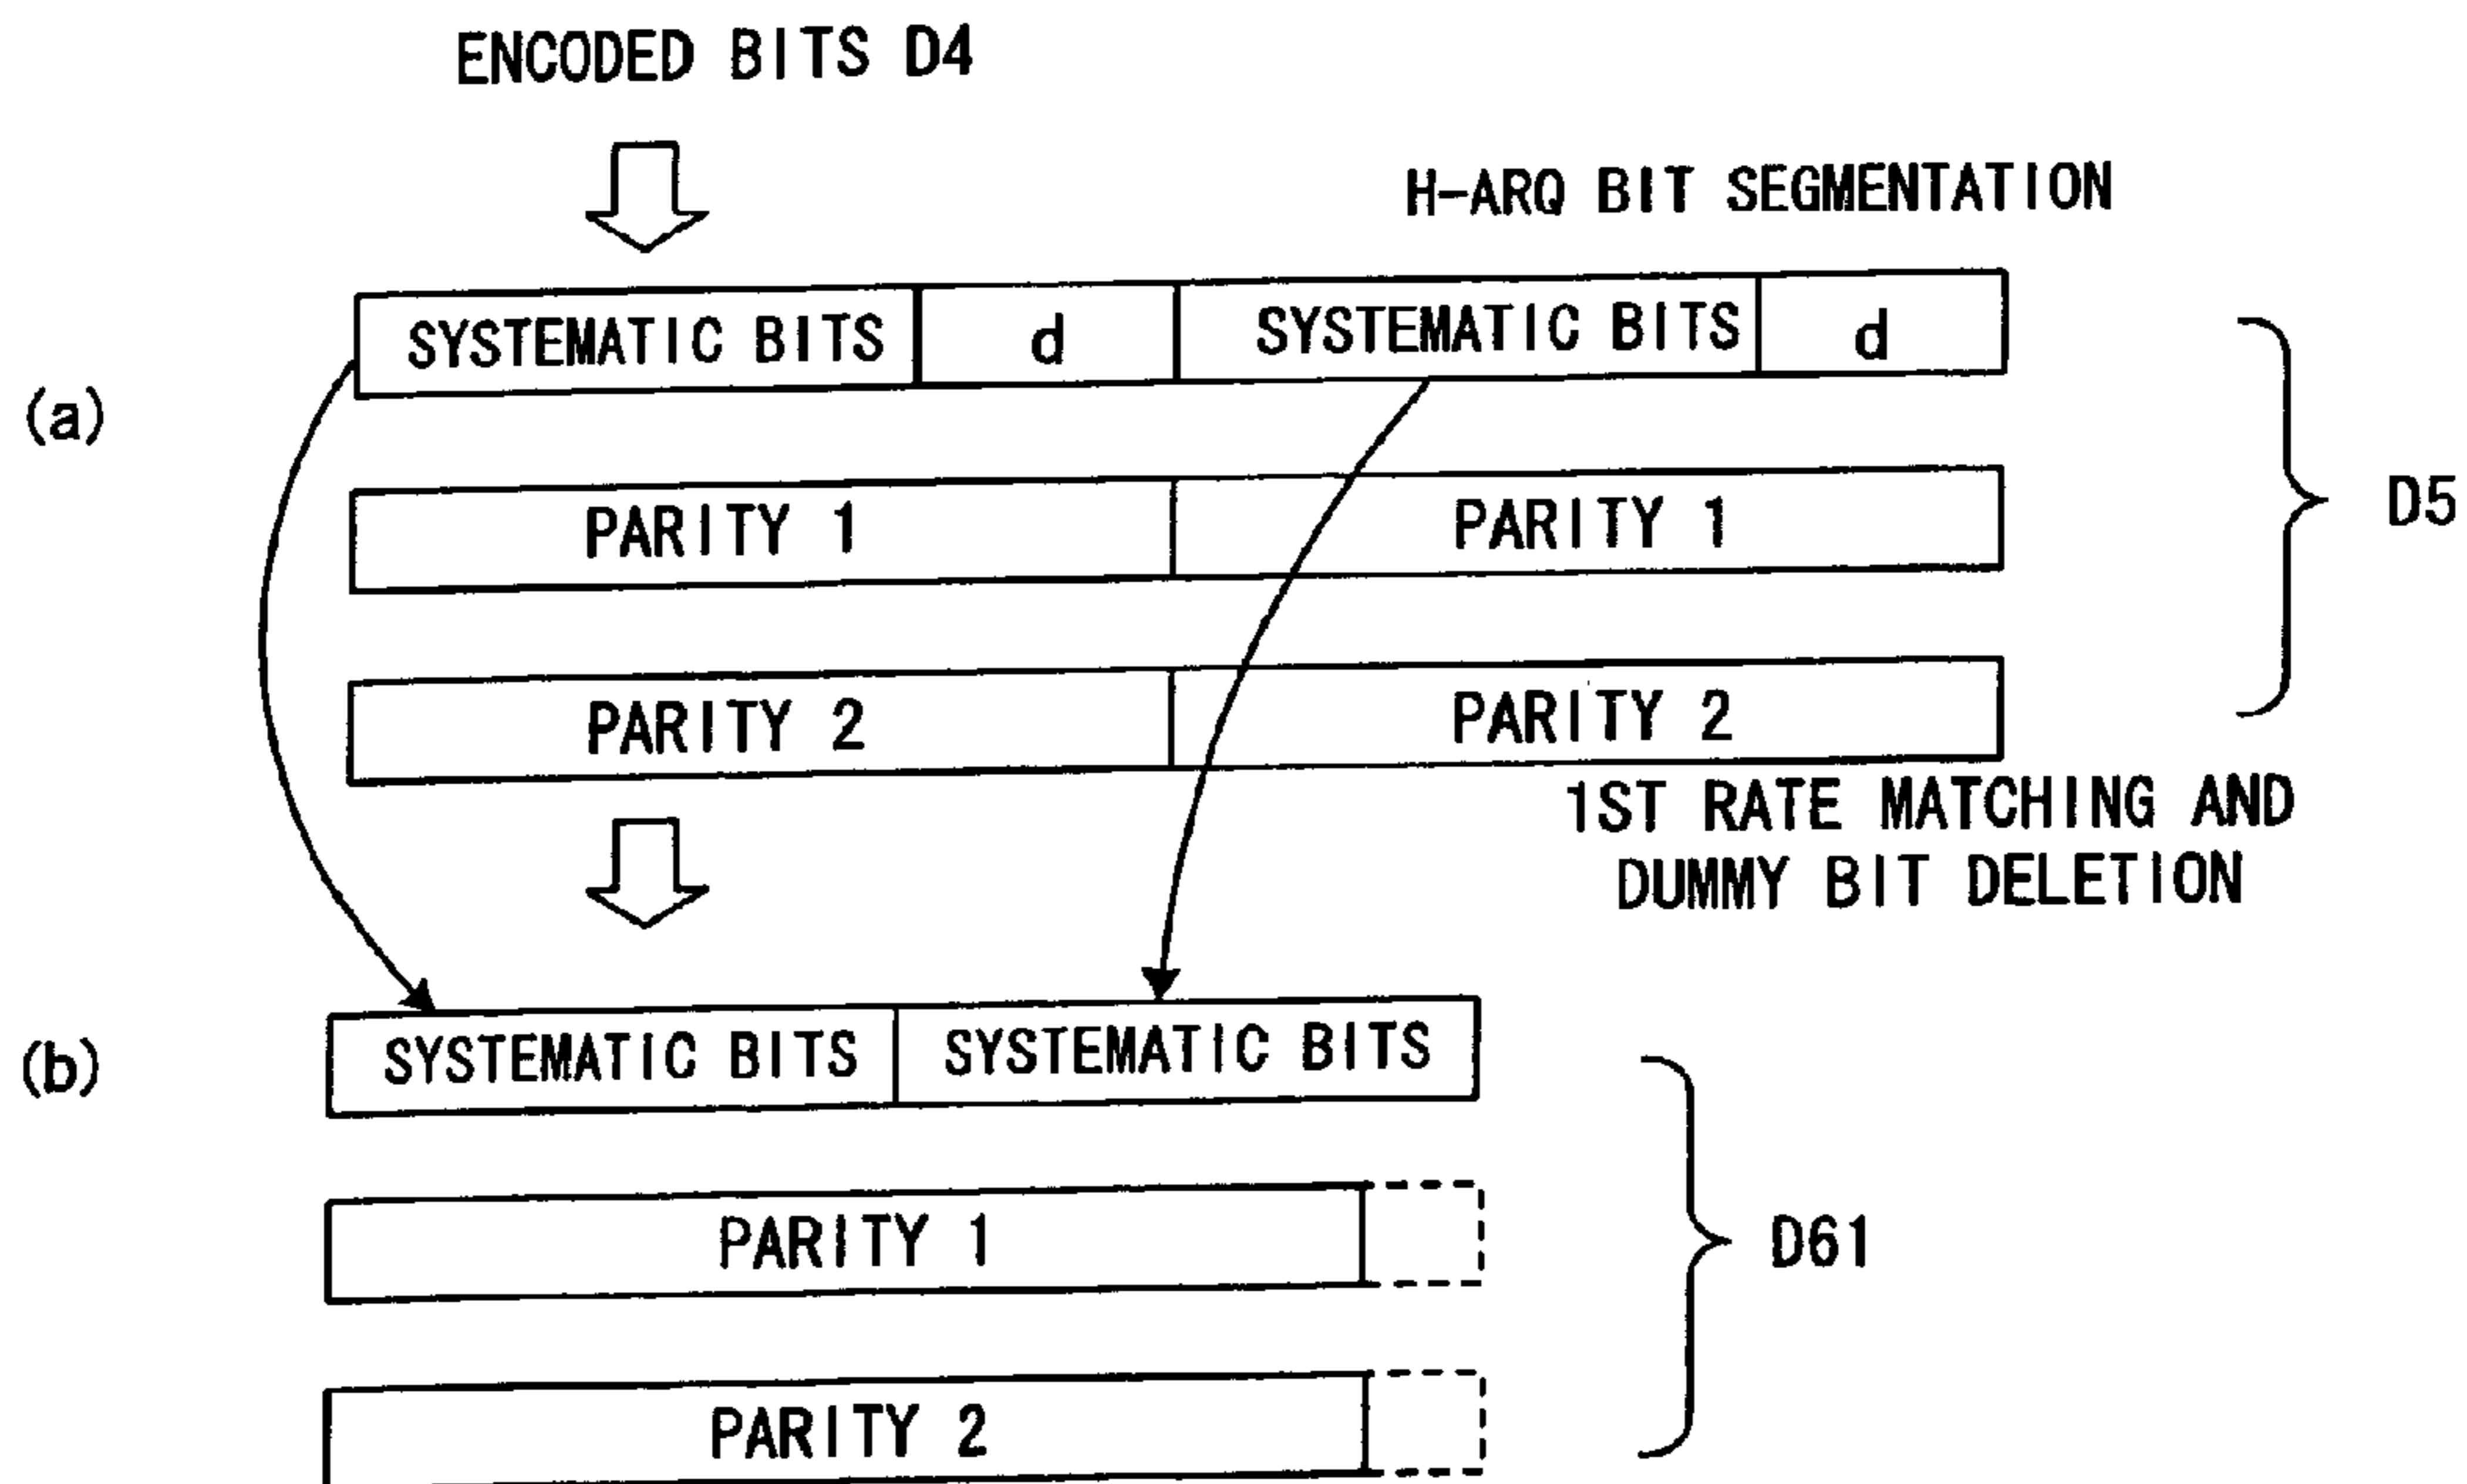 ENCODED BITS D4
H-ARQ BIT SEGMENTATION
SYSTEMATIC BITS d SYSTEMATIC BITS d
(a)
PARITY 1 PARITY 1
D5
PARITY 2 PARITY 2
1ST RATE MATCHING AND
DUMMY BIT DELETION
(b)
SYSTEMATIC BITS SYSTEMATIC BITS
PARITY 1
D61
PARITY 2